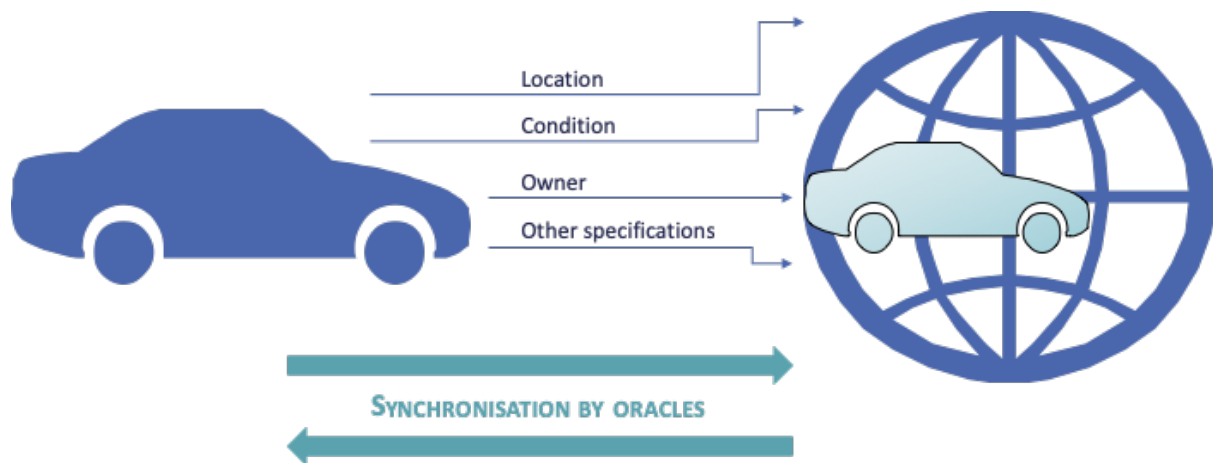 Location
Condition
Owner
Other specifications
SYNCHRONISATION BY ORACLES